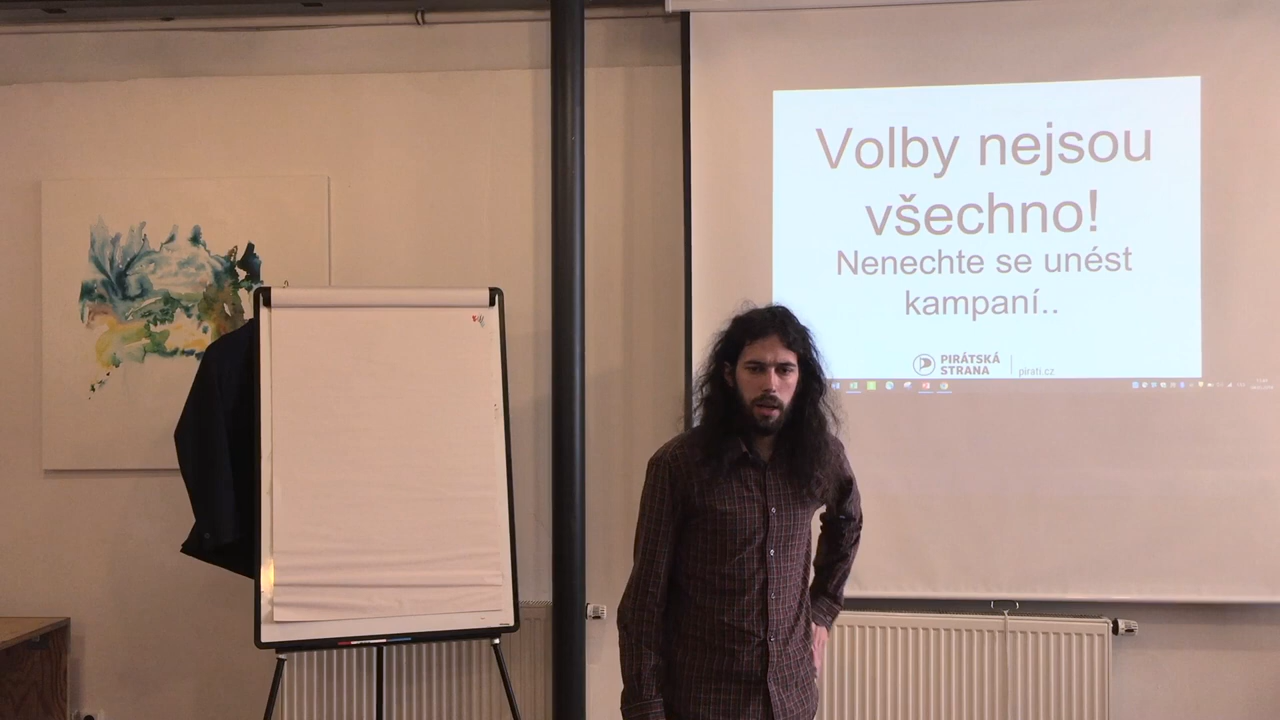 Volby nejsou
všechno!
Nenechte se unést
kampaní..
PIRÁTSKÁ
STRANA
pirati.cz